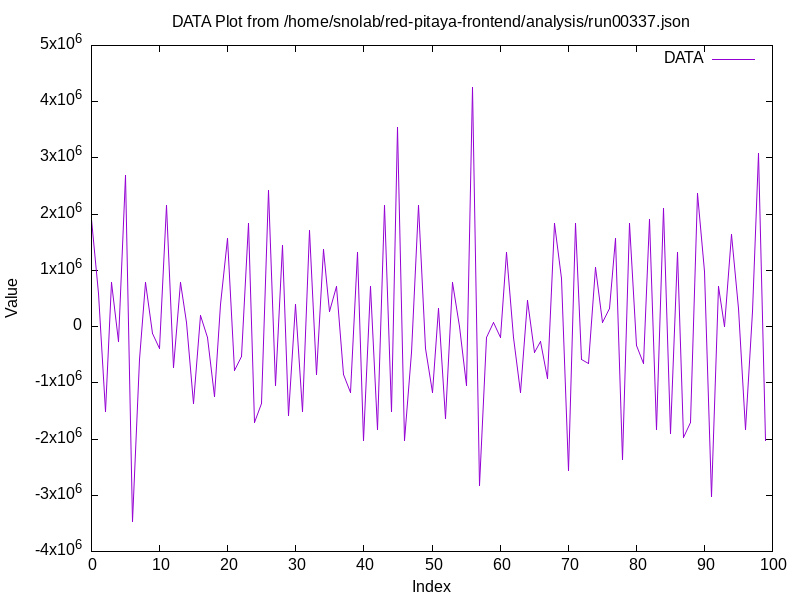 DATA Plot from /home/snolab/red-pitaya-frontend/analysis/run00337.json
DATA
5x10^6
4x10^6
3x10^6
2x10^6
1x10^6
0
-1x10^6
-2x10^6
-3x10^6
-4x10^6
Value
0 10 20 30 40 50 60 70 80 90 100
Index